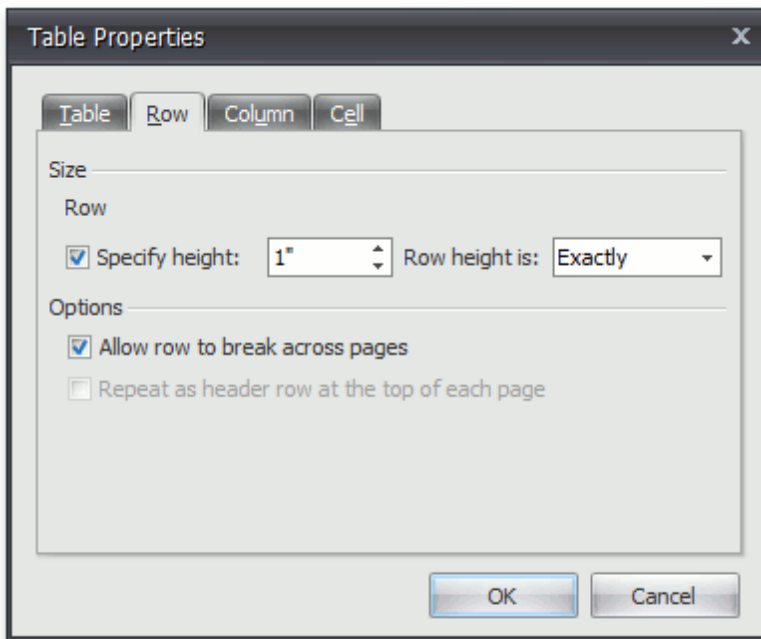 Table Properties x
Table Row Column Cell
Size
Row
Specify height: 1" Row height is: Exactly
Options
Allow row to break across pages
Repeat as header row at the top of each page
OK Cancel